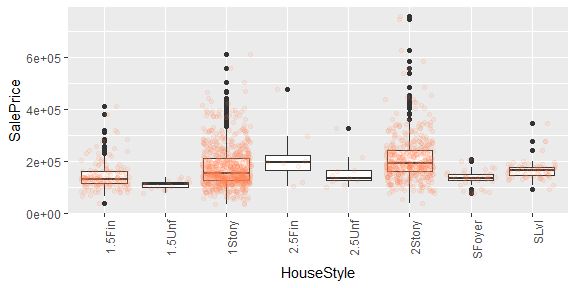 SalePrice
6e+05
4e+05
2e+05
0e+00
1.5Fin
1.5Unf
1Story
2.5Fin
2.5Unf
2Story
SFoyer
SLvl
HouseStyle